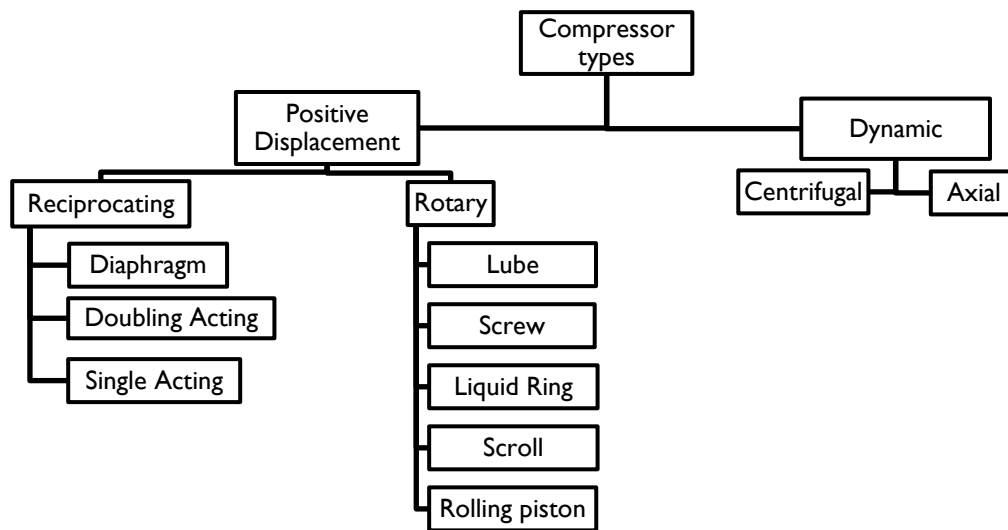 Compressor
types
Positive
Displacement
Dynamic
Reciprocating
Rotary
Centrifugal
Axial
Diaphragm
Doubling Acting
Single Acting
Lube
Screw
Liquid Ring
Scroll
Rolling piston